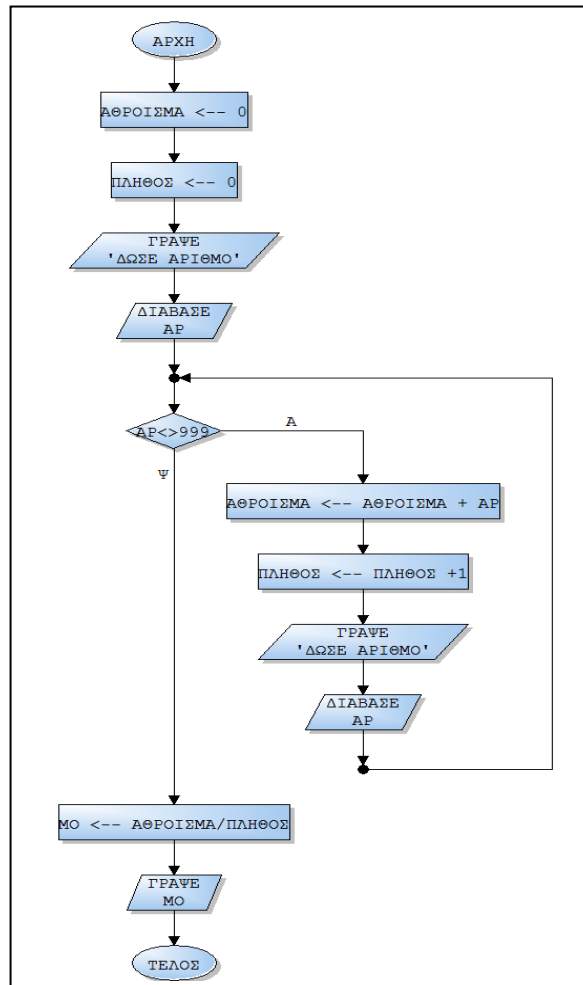 ΑΡΧΗ
ΑΘΡΟΙΣΜΑ <-- 0
ΠΛΗΘΟΣ <-- 0
ΓΡΑΨΕ
'ΔΩΣΕ ΑΡΙΘΜΟ'
ΔΙΑΒΑΣΕ
ΑΡ
ΑΡ<>999
Α
Ψ
ΑΘΡΟΙΣΜΑ <-- ΑΘΡΟΙΣΜΑ + ΑΡ
ΠΛΗΘΟΣ <-- ΠΛΗΘΟΣ +1
ΓΡΑΨΕ
'ΔΩΣΕ ΑΡΙΘΜΟ'
ΔΙΑΒΑΣΕ
ΑΡ
ΜΟ <-- ΑΘΡΟΙΣΜΑ/ΠΛΗΘΟΣ
ΓΡΑΨΕ
ΜΟ
ΤΕΛΟΣ